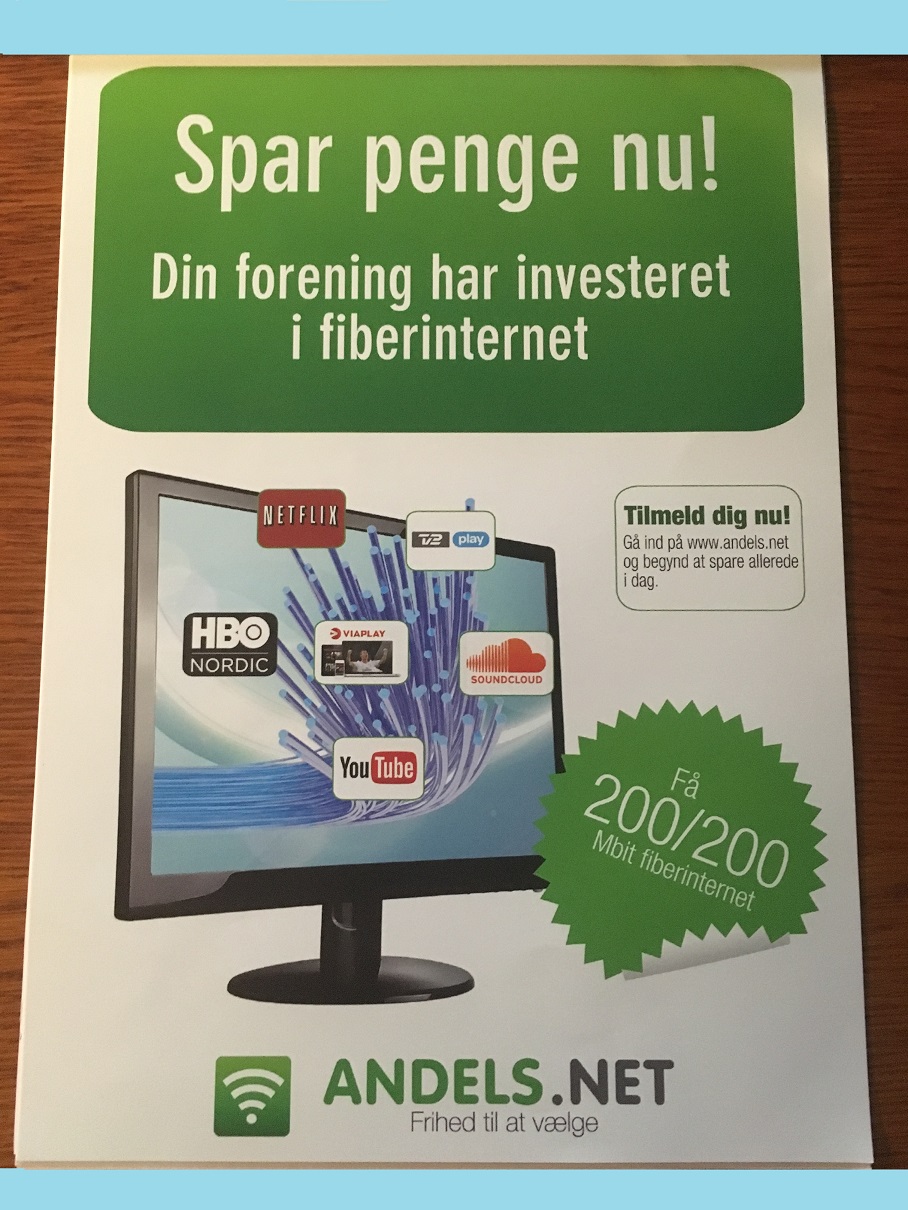 Spar penge nu!
Din forening har investeret
i fiberinternet
NETFLIX
TV2 play
HBO
NORDIC
VIAPLAY
SOUNDCLOUD
YouTube
Tilmeld dig nu!
Gå ind på www.andels.net
og begynd at spare allerede
i dag.
Få
200/200
Mbit fiberinternet
ANDELS.NET
Frihed til at vælge